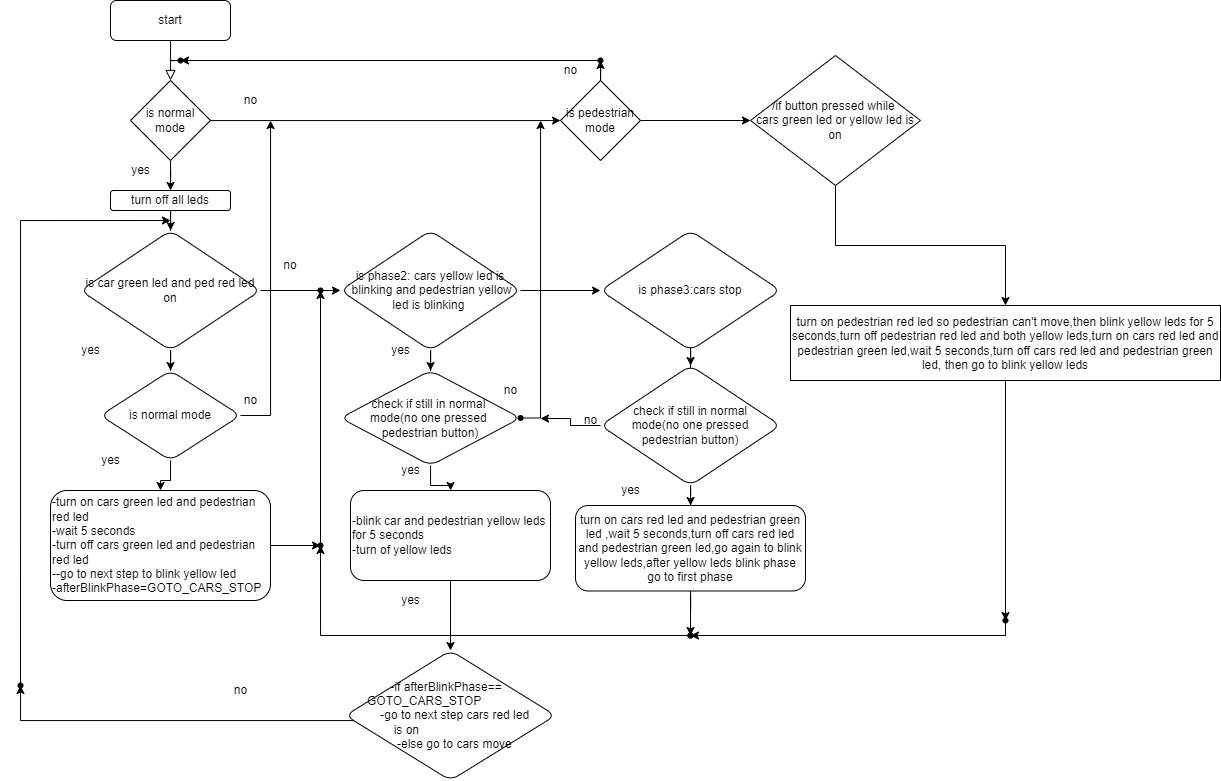 start
no
is normal
mode
no
is pedestrian
mode
/if button pressed while
cars green led or yellow led is
on
yes
turn off all leds
is car green led and ped red led
on
no
is phase2: cars yellow led is
blinking and pedestrian yellow
led is blinking
is phase3:cars stop
turn on pedestrian red led so pedestrian can't move,then blink yellow leds for 5
seconds,turn off pedestrian red led and both yellow leds,turn on cars red led and
pedestrian green led,wait 5 seconds,turn off cars red led and pedestrian green
led, then go to blink yellow leds
yes
yes
is normal mode
no
check if still in normal
mode(no one pressed
pedestrian button)
no
no
check if still in normal
mode(no one pressed
pedestrian button)
yes
yes
yes
-turn on cars green led and pedestrian
red led
-wait 5 seconds
-turn off cars green led and pedestrian
red led
--go to next step to blink yellow led
-afterBlinkPhase=GOTO_CARS_STOP
-blink car and pedestrian yellow leds
for 5 seconds
-turn of yellow leds
turn on cars red led and pedestrian green
led ,wait 5 seconds,turn off cars red led
and pedestrian green led,go again to blink
yellow leds,after yellow leds blink phase
go to first phase
yes
no
-if afterBlinkPhase==
GOTO_CARS_STOP
-go to next step cars red led
is on
-else go to cars move